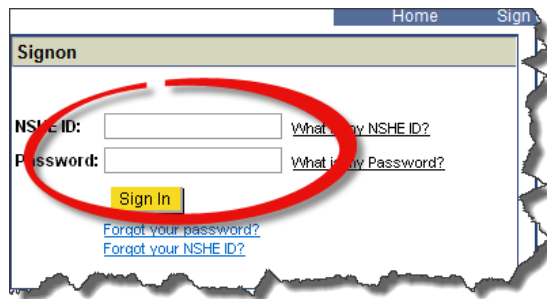 Home Sign
Signon
NSHE ID: What is my NSHE ID?
Password: What is my Password?
Sign In
Forgot your password?
Forgot your NSHE ID?